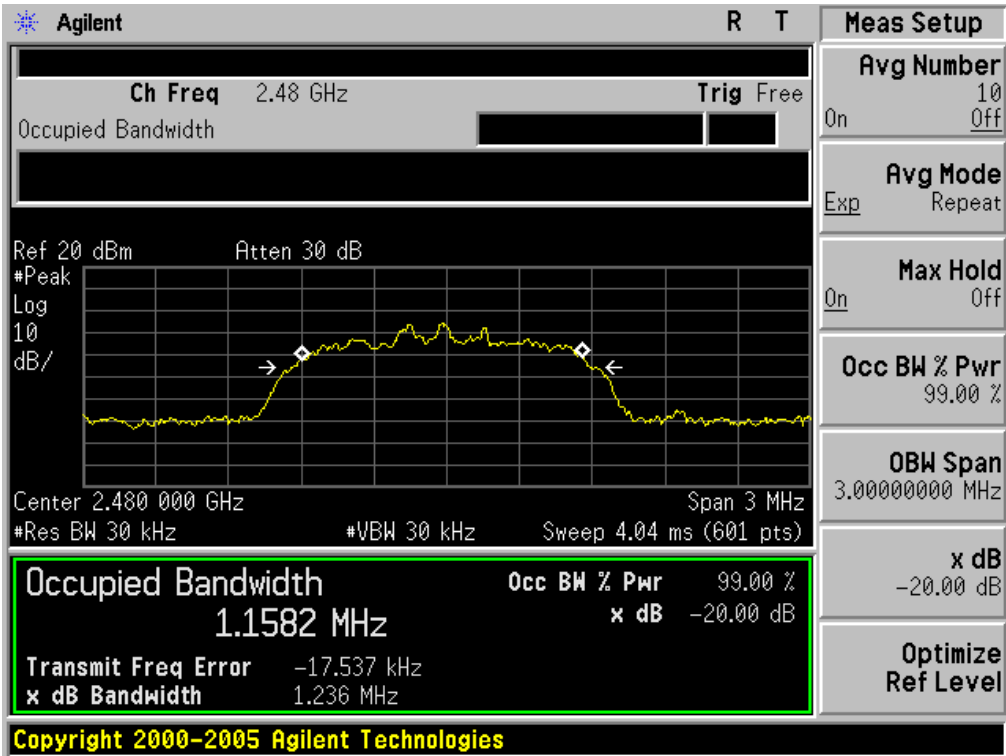 Agilent R T
Ch Freq 2.48 GHz Trig Free
Occupied Bandwidth
Ref 20 dBm Atten 30 dB
#Peak
Log
10
dB/
Center 2.480 000 GHz Span 3 MHz
#Res BW 30 kHz #VBW 30 kHz Sweep 4.04 ms (601 pts)
Occupied Bandwidth Occ BW % Pwr 99.00 %
1.1582 MHz x dB -20.00 dB
Transmit Freq Error -17.537 kHz
x dB Bandwidth 1.236 MHz
Copyright 2000-2005 Agilent Technologies
Meas Setup
Avg Number
10
On Off
Avg Mode
Exp Repeat
Max Hold
On Off
Occ BW % Pwr
99.00 %
OBW Span
3.00000000 MHz
x dB
-20.00 dB
Optimize
Ref Level